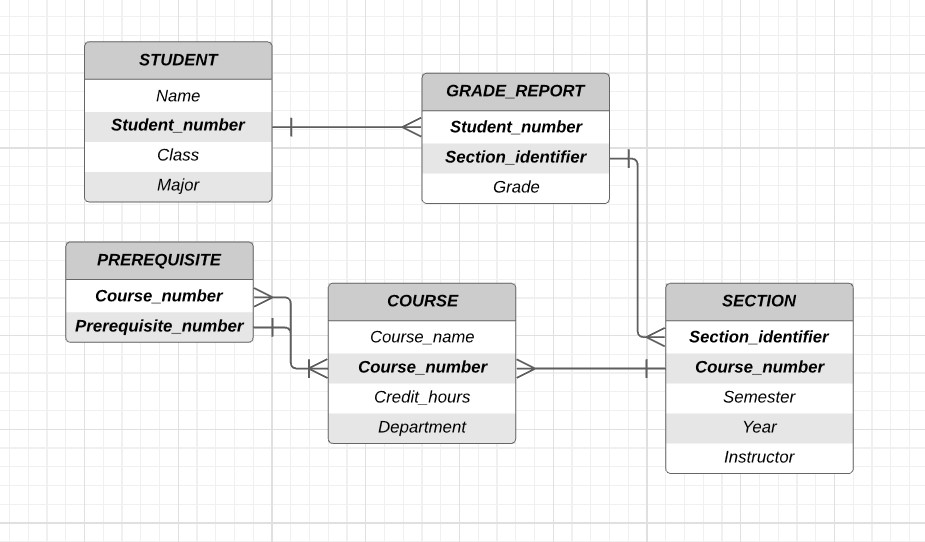 STUDENT
Name
Student_number
Class
Major
GRADE_REPORT
Student_number
Section_identifier
Grade
PREREQUISITE
Course_number
Prerequisite_number
COURSE
Course_name
Course_number
Credit_hours
Department
SECTION
Section_identifier
Course_number
Semester
Year
Instructor